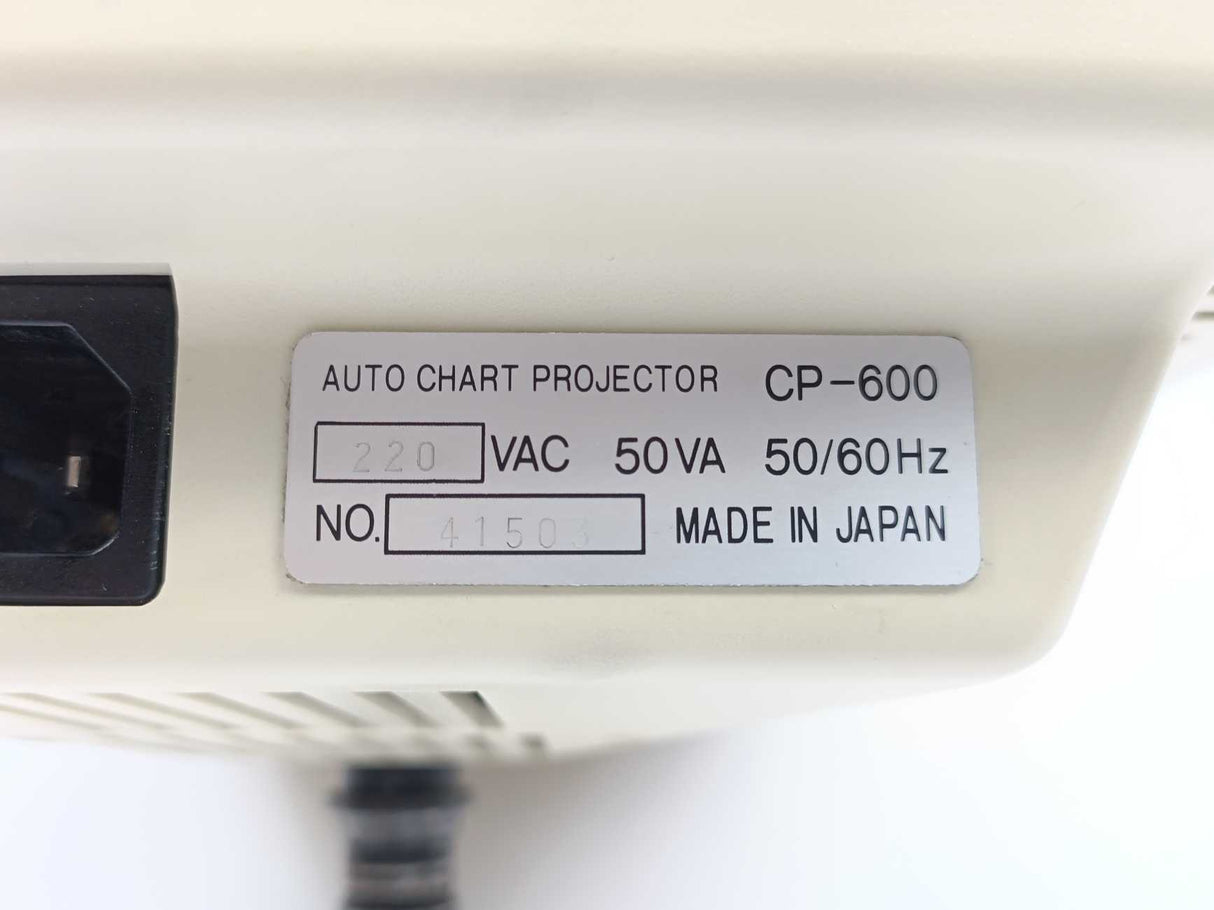 AUTO CHART PROJECTOR CP-600
220 VAC 50VA 50/60Hz
NO. 41503 MADE IN JAPAN